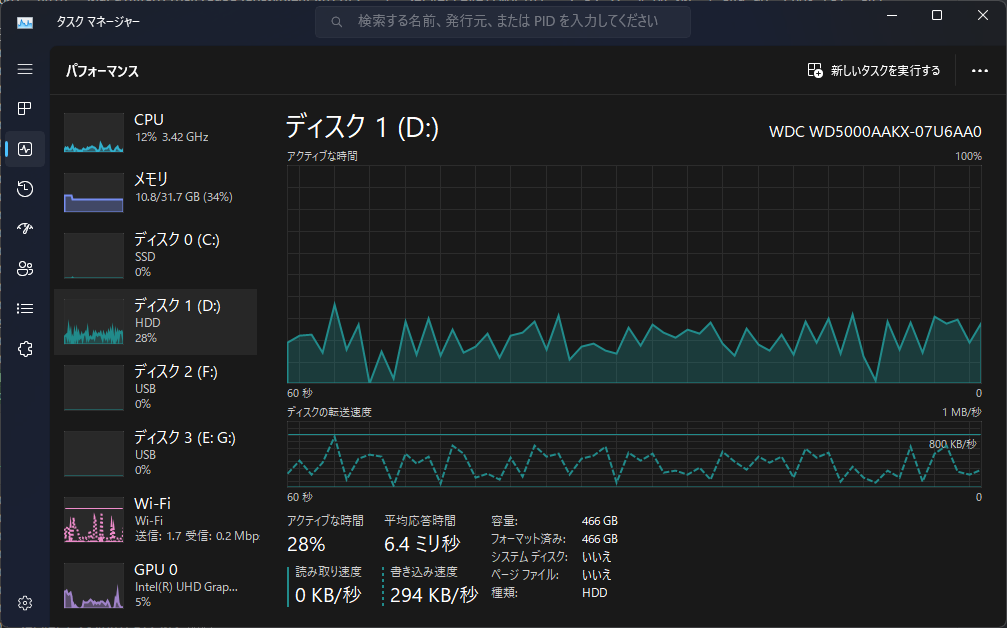 タスク マネージャー
検索する名前、発行元、または PID を入力してください
パフォーマンス
新しいタスクを実行する
CPU
12% 3.42 GHz
メモリ
10.8/31.7 GB (34%)
ディスク 0 (C:)
SSD
0%
ディスク 1 (D:)
HDD
28%
ディスク 2 (F:)
USB
0%
ディスク 3 (E: G:)
USB
0%
Wi-Fi
Wi-Fi
送信: 1.7 受信: 0.2 Mbp
GPU 0
Intel(R) UHD Grap...
5%
ディスク 1 (D:)
WDC WD5000AAKX-07U6AA0
アクティブな時間
100%
60 秒
0
ディスクの転送速度
1 MB/秒
800 KB/秒
60 秒
0
アクティブな時間
28%
平均応答時間
6.4 ミリ秒
読み取り速度
0 KB/秒
書き込み速度
294 KB/秒
容量: 466 GB
フォーマット済み: 466 GB
システム ディスク: いいえ
ページ ファイル: いいえ
種類: HDD